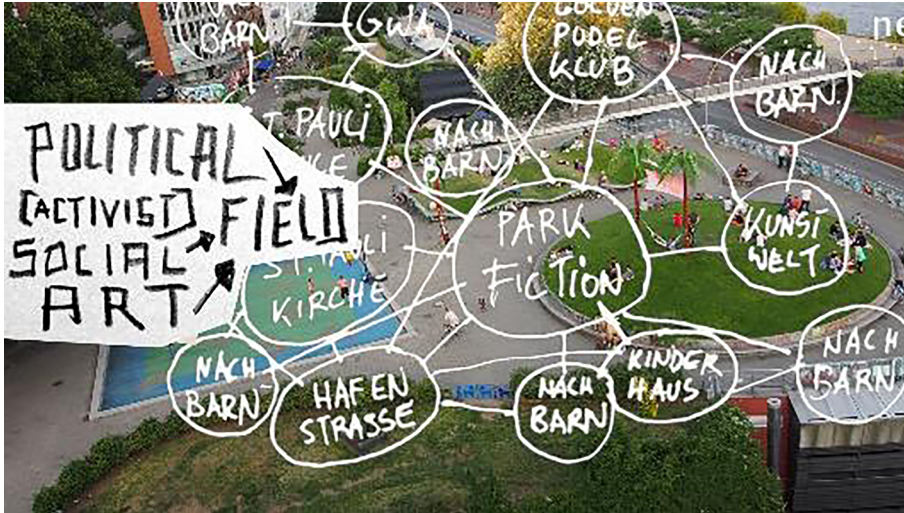 BARN
GWA
GOLDEN
PUDEL
KLUB
NACH
BARN.
ne
POLITICAL
[ACTIVIST]
SOCIAL
ART
FIELD
T. PAULI
NACH
BARN
PARK
FICTION
KUNST
WELT
ST. PAULI
KIRCHE
NACH
BARN
HAFEN
STRASSE
NACH
BARN
KINDER
HAUS
NACH
BARN